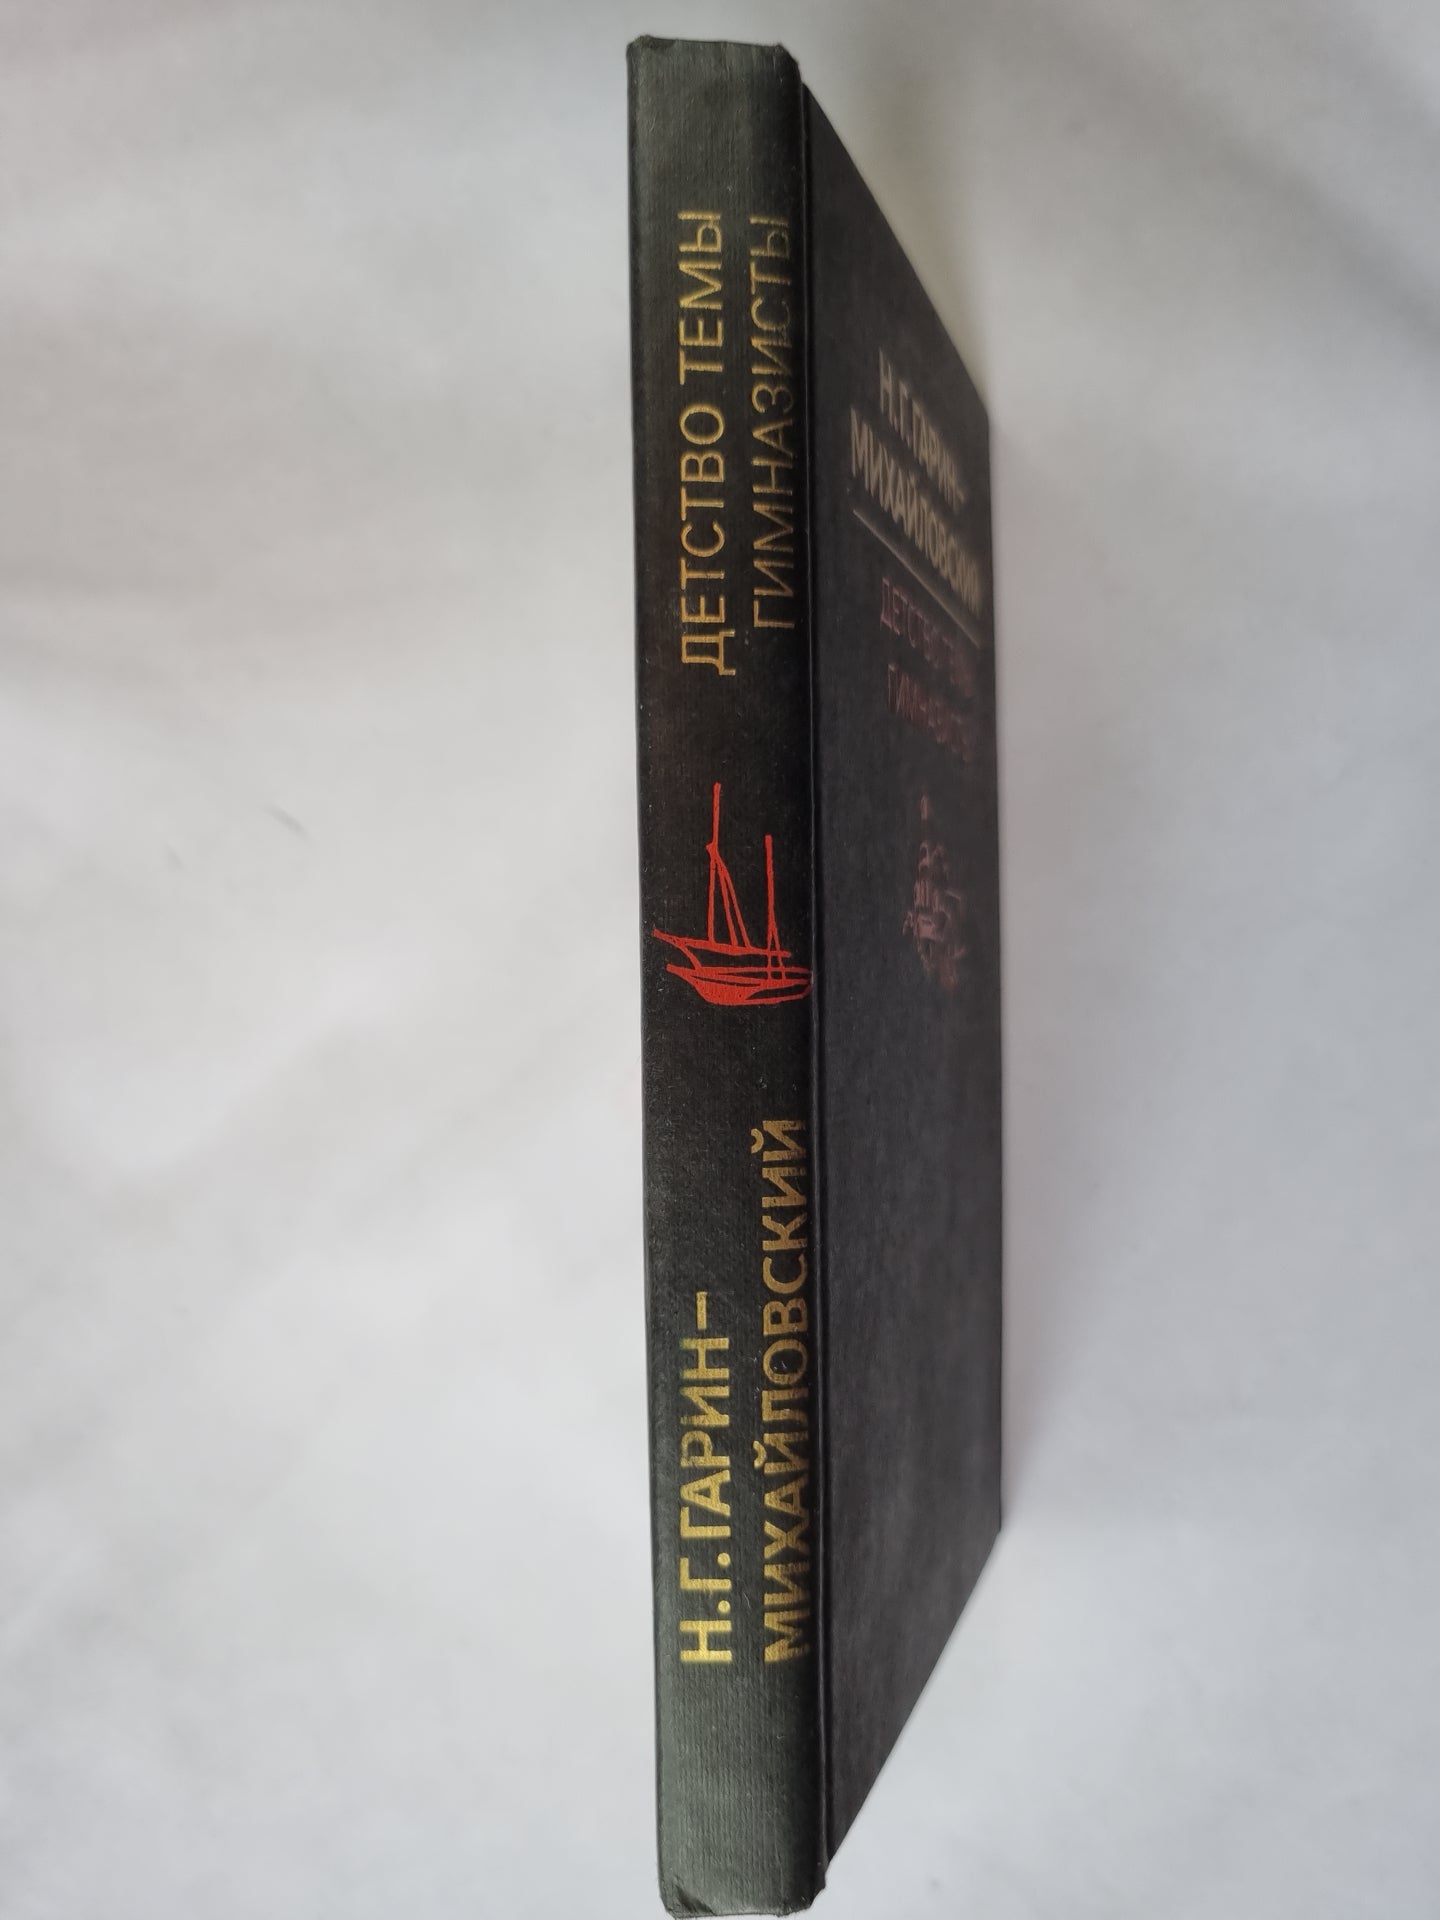 Н.Г.ГАРИН–
МИХАЙЛОВСКИЙ
ДЕТСТВО ТЕМЫ
ГИМНАЗИСТЫ
Н.Г.ГАРИН–
МИХАЙЛОВСКИЙ